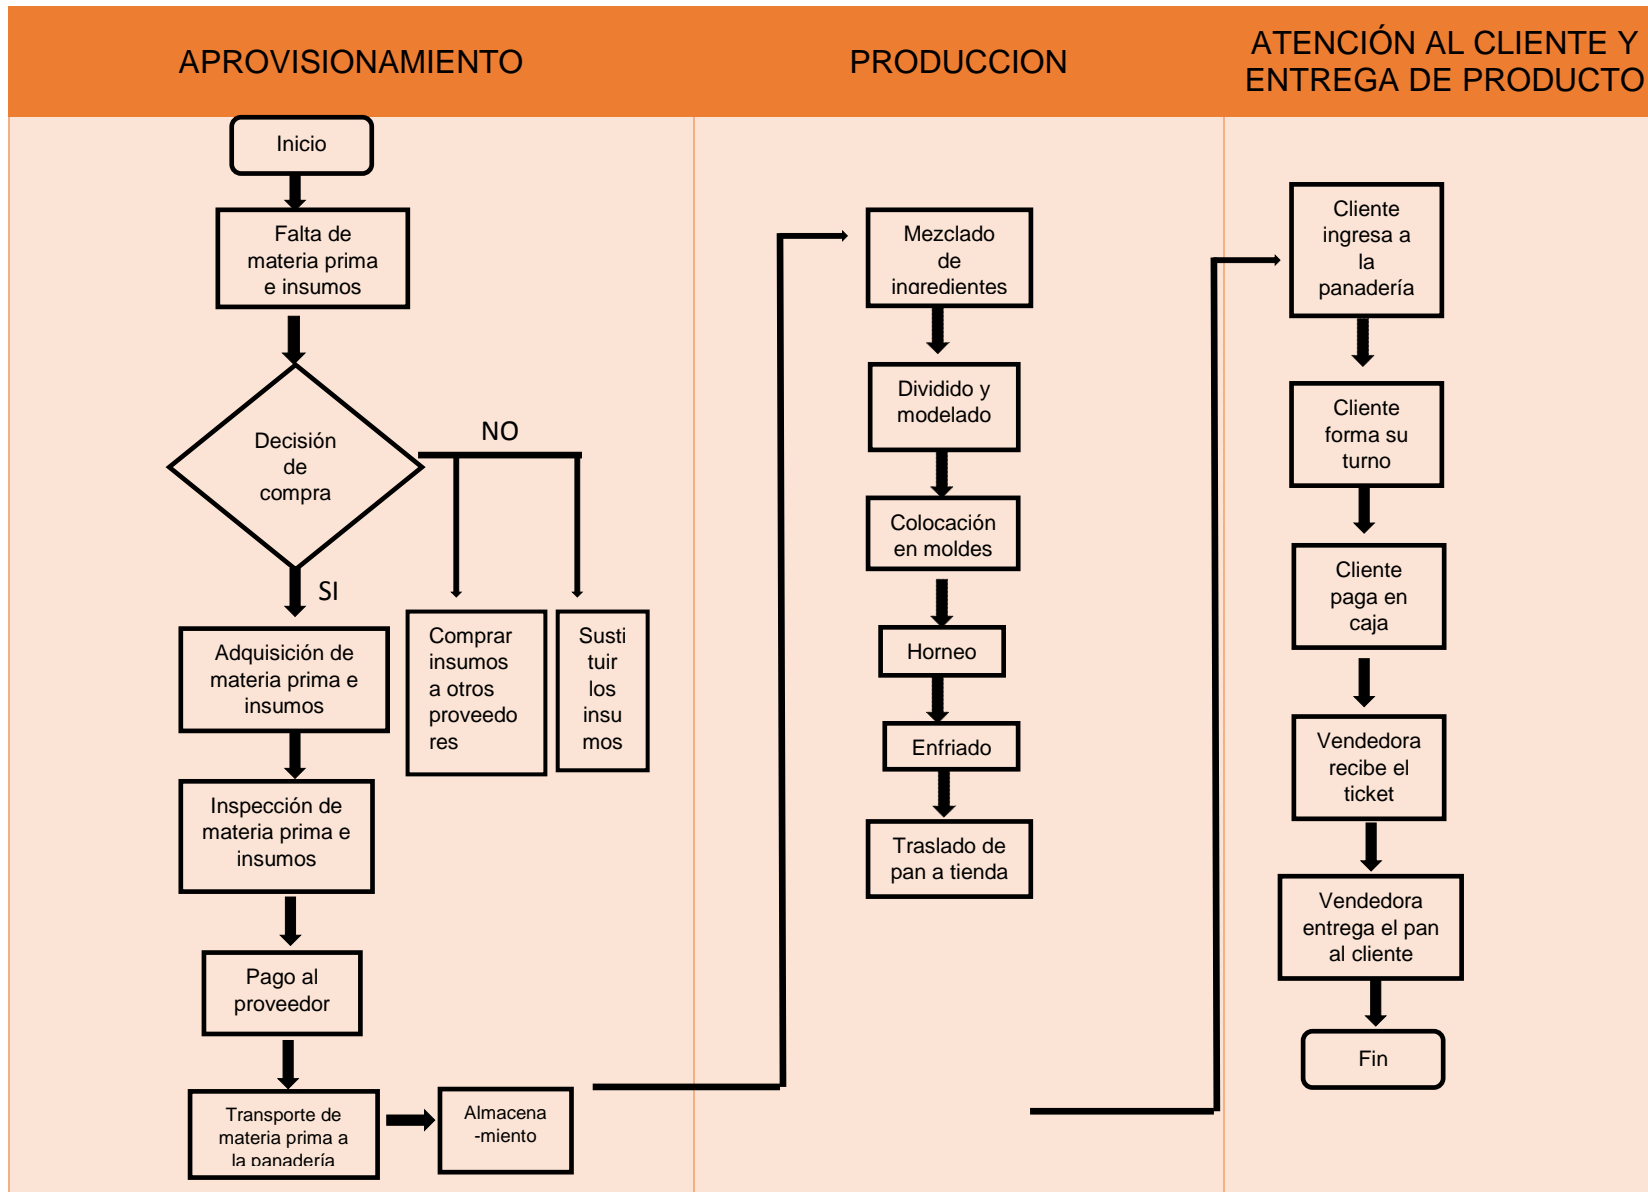 APROVISIONAMIENTO
PRODUCCION
ATENCIÓN AL CLIENTE Y
ENTREGA DE PRODUCTO
Inicio
Falta de
materia prima
e insumos
Decisión
de
compra
NO
SI
Adquisición de
materia prima e
insumos
Comprar
insumos
a otros
proveedo
res
Susti
tuir
los
insu
mos
Inspección de
materia prima e
insumos
Pago al
proveedor
Transporte de
materia prima a
la panadería
Almacena
-miento
Mezclado
de
ingredientes
Dividido y
modelado
Colocación
en moldes
Horneo
Enfriado
Traslado de
pan a tienda
Cliente
ingresa a
la
panadería
Cliente
forma su
turno
Cliente
paga en
caja
Vendedora
recibe el
ticket
Vendedora
entrega el pan
al cliente
Fin